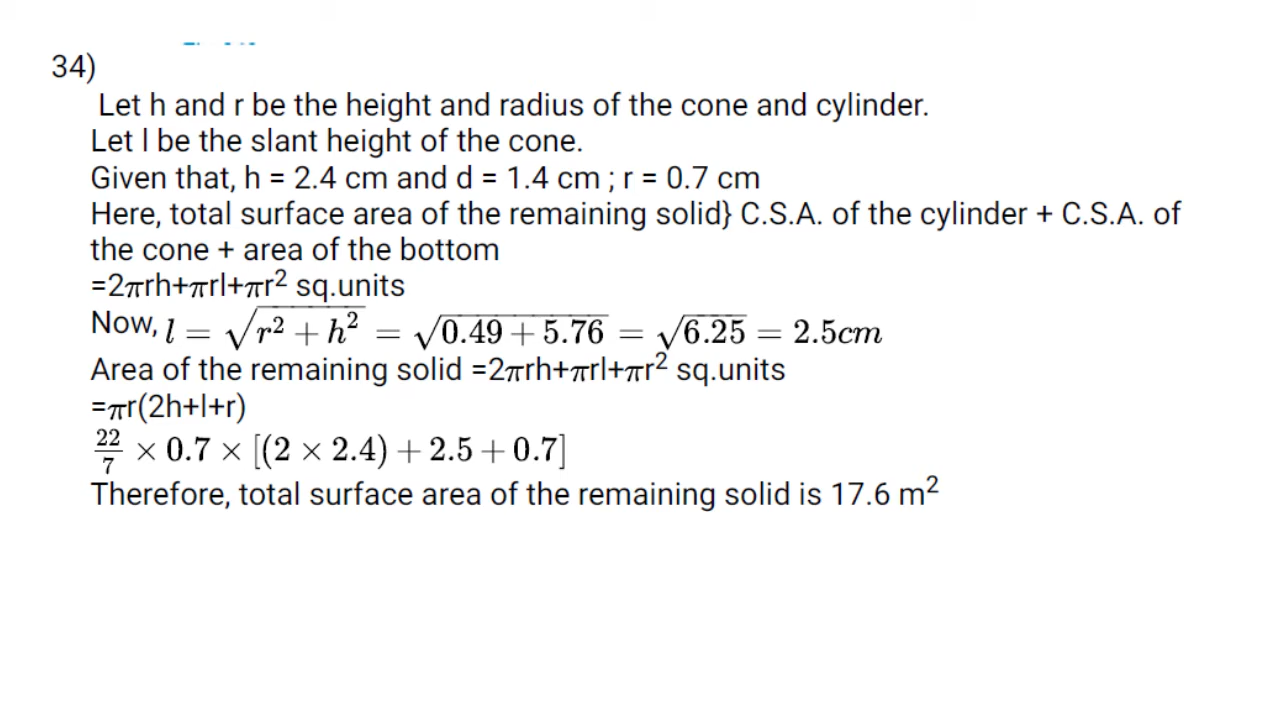 34)
Let h and r be the height and radius of the cone and cylinder.
Let l be the slant height of the cone.
Given that, h = 2.4 cm and d = 1.4 cm ; r = 0.7 cm
Here, total surface area of the remaining solid} C.S.A. of the cylinder + C.S.A. of
the cone + area of the bottom
=2πrh+πrl+πr² sq.units
Now, l = √(r² + h²) = √(0.49 + 5.76) = √6.25 = 2.5cm
Area of the remaining solid =2πrh+πrl+πr² sq.units
=πr(2h+l+r)
22/7 × 0.7 × [(2 × 2.4) + 2.5 + 0.7]
Therefore, total surface area of the remaining solid is 17.6 m²